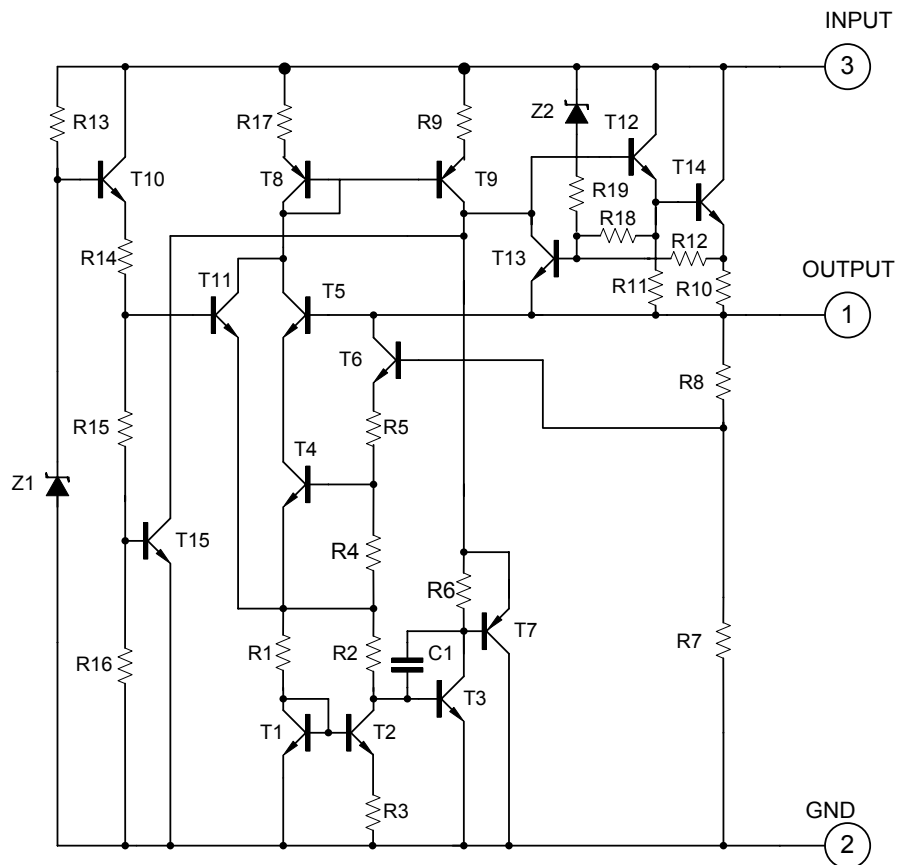 INPUT
3
R13
R17
R9
Z2
T12
T10
T8
T9
T14
R19
R18
R14
T13
R12
R11
R10
OUTPUT
T11
T5
1
T6
R8
R15
R5
T4
Z1
T15
R4
R6
T7
R1
R2
C1
R7
R16
T3
T1
T2
R3
GND
2